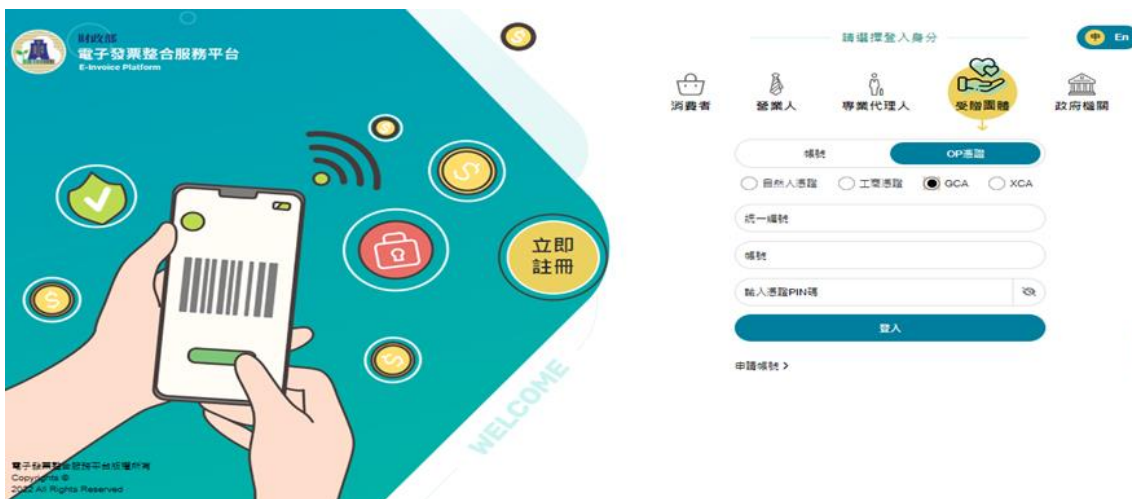 財政部
電子發票整合服務平台
E-Invoice Platform
立即
註冊
WELCOME
電子發票整合服務平台版權所有
Copyrights ©
2022 All Rights Reserved
請選擇登入身分
中 En
消費者 營業人 專業代理人 受贈團體 政府機關
帳號 OP憑證
自然人憑證 工商憑證 GCA XCA
統一編號
帳號
輸入憑證PIN碼
登入
申請帳號 >